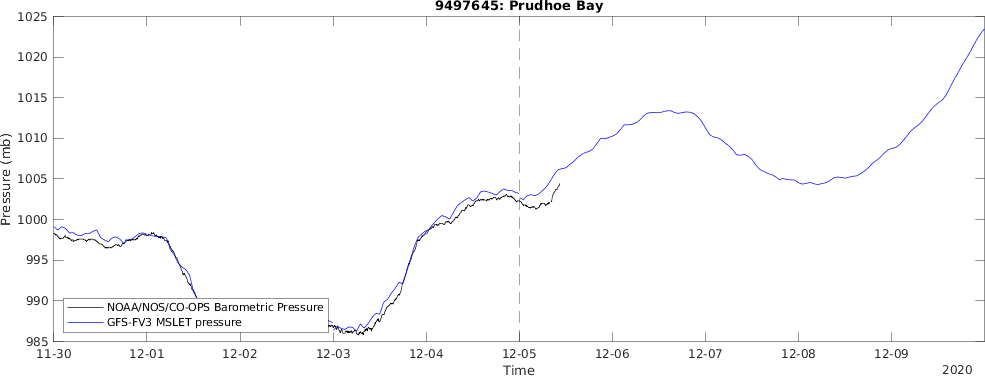 9497645: Prudhoe Bay
1025
1020
1015
1010
1005
1000
995
990
985
Pressure (mb)
NOAA/NOS/CO-OPS Barometric Pressure
GFS-FV3 MSLET pressure
11-30 12-01 12-02 12-03 12-04 12-05 12-06 12-07 12-08 12-09
Time
2020